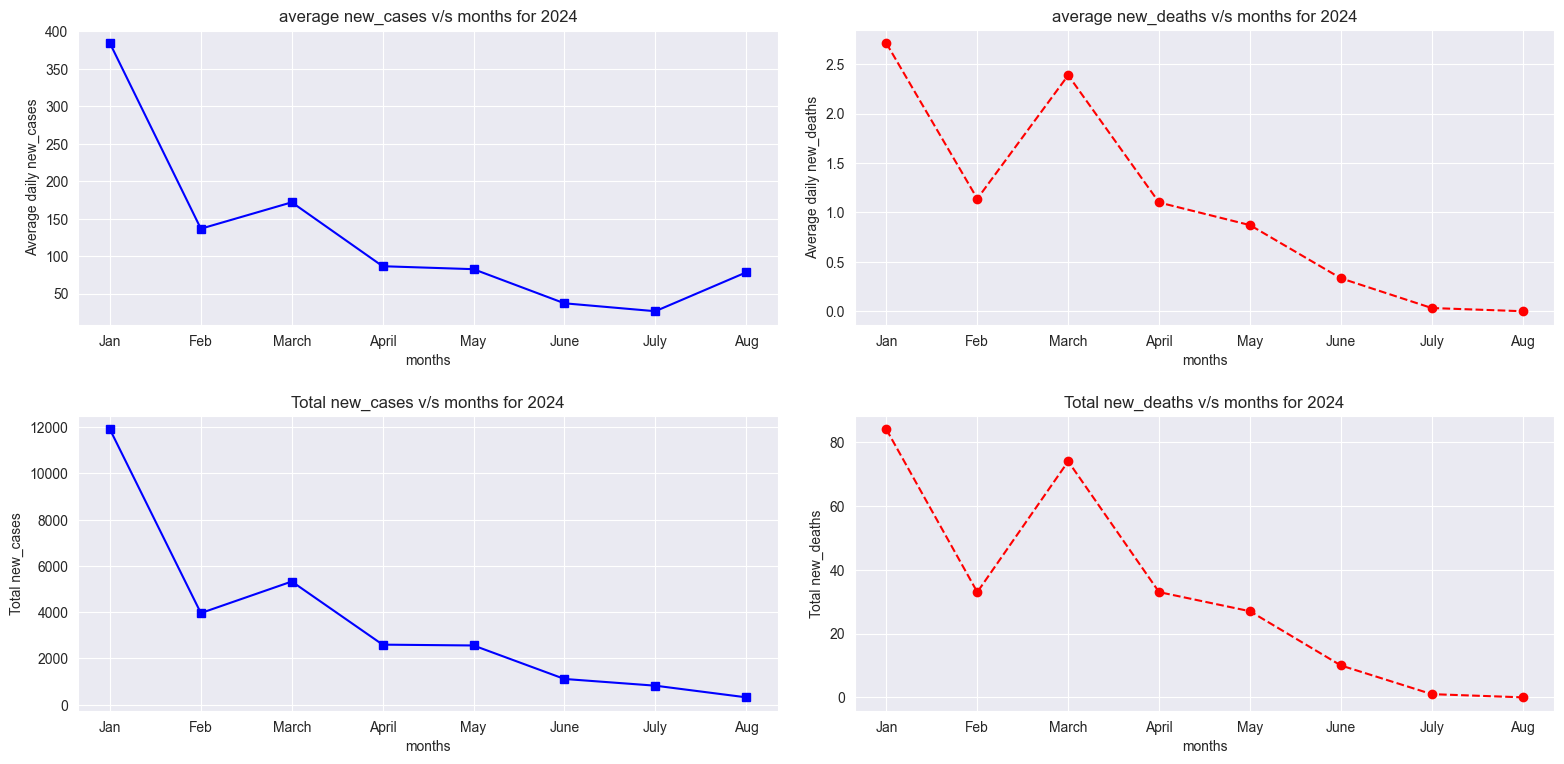 average new_cases v/s months for 2024
400
350
300
250
200
150
100
50
Average daily new_cases
Jan Feb March April May June July Aug
months
average new_deaths v/s months for 2024
2.5
2.0
1.5
1.0
0.5
0.0
Average daily new_deaths
Jan Feb March April May June July Aug
months
Total new_cases v/s months for 2024
12000
10000
8000
6000
4000
2000
0
Total new_cases
Jan Feb March April May June July Aug
months
Total new_deaths v/s months for 2024
80
60
40
20
0
Total new_deaths
Jan Feb March April May June July Aug
months